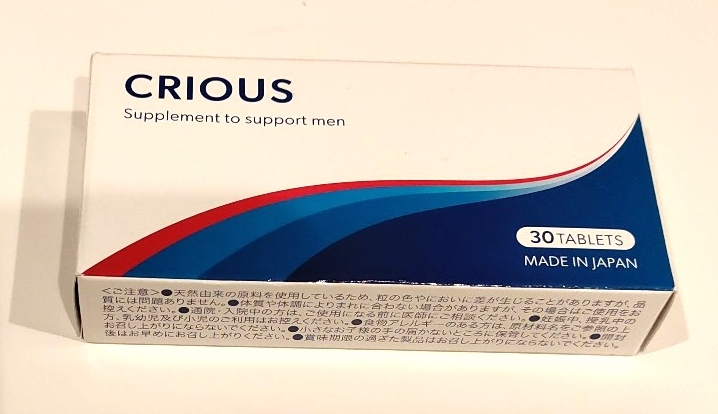 CRIOUS
Supplement to support men
30 TABLETS
MADE IN JAPAN
<ご注意>●天然由来の原料を使用しているため、粒の色やにおいに差が生じることがありますが、品
質には問題ありません。●体質や体調によりまれに合わない場合がありますが、その場合はご使用をお
控えください。●通院・入院中の方は、ご使用になる前に医師にご相談ください。●妊娠中、授乳中の
方、乳幼児及び小児のご利用はお控えください。●食物アレルギーのある方は、原材料名をご参照の上
お召し上がりにならないでください。●小さなお子様の手の届かないところに保管してください。●開封
後はお早めにお召し上がりください。●賞味期限の過ぎた製品はお召し上がりにならないでください。